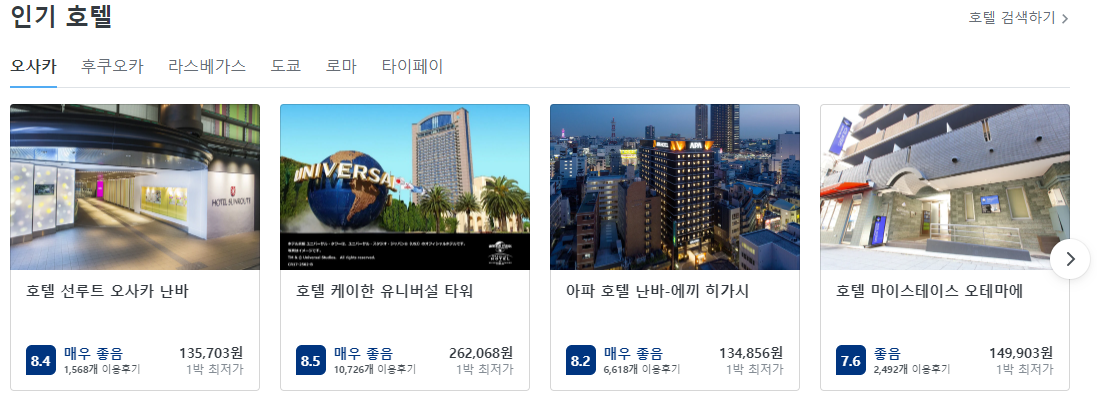 인기 호텔
호텔 검색하기
오사카 후쿠오카 라스베가스 도쿄 로마 타이페이
HOTEL SUNROUTE
UNIVERSAL
TM & © Universal Studios. All rights reserved.
APA
호텔 선루트 오사카 난바
8.4 매우 좋음 135,703원
1,568개 이용후기 1박 최저가
호텔 케이한 유니버설 타워
8.5 매우 좋음 262,068원
10,726개 이용후기 1박 최저가
아파 호텔 난바-에끼 히가시
8.2 매우 좋음 134,856원
6,618개 이용후기 1박 최저가
호텔 마이스테이스 오테마에
7.6 좋음 149,903원
2,492개 이용후기 1박 최저가